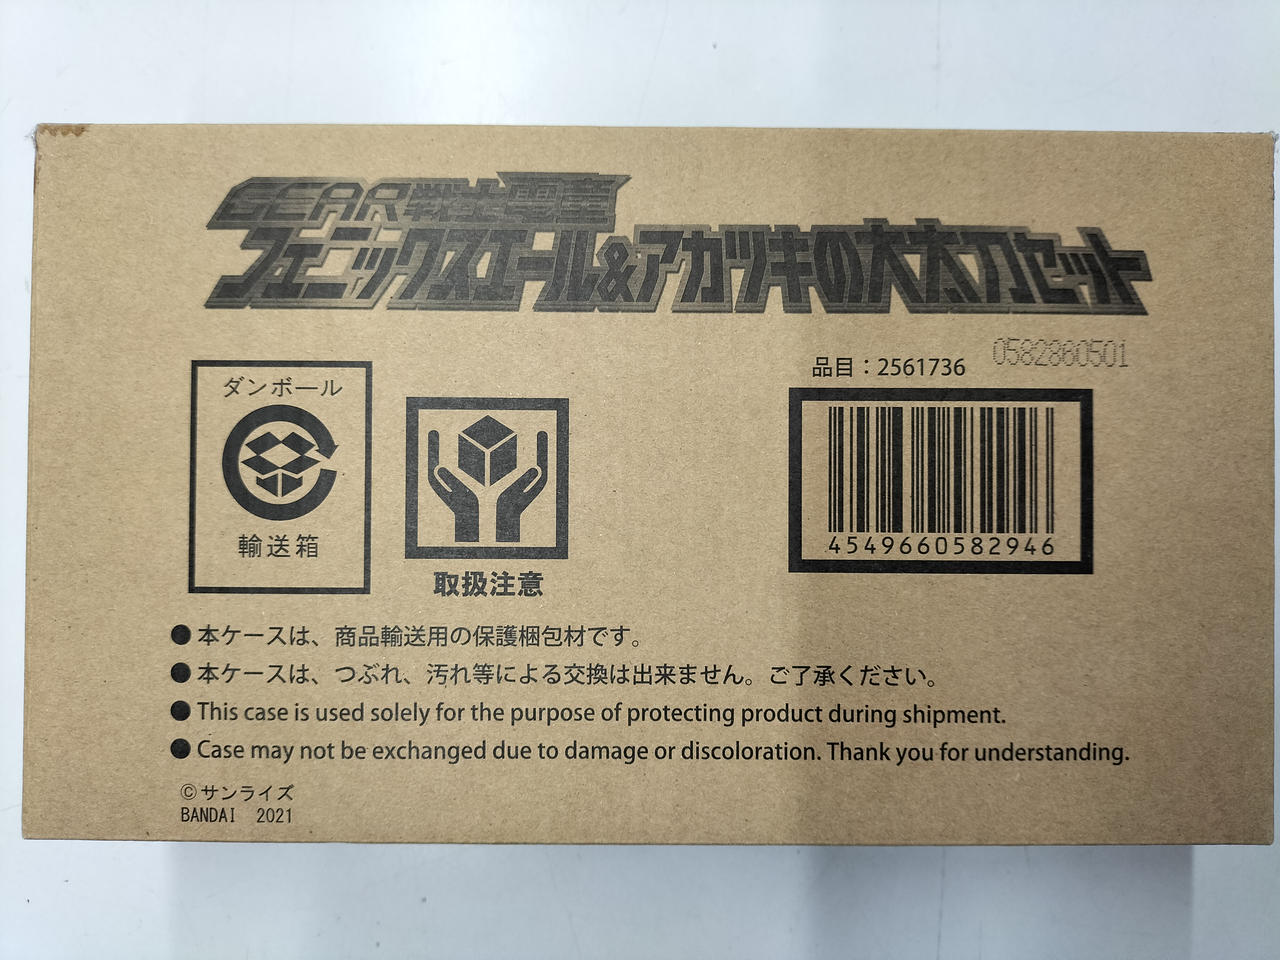 GEAR戦士電童
フェニックスエール&アカツキの大太刀セット
ダンボール
輸送箱
取扱注意
品目：2561736
0582860501
4549660582946
●本ケースは、商品輸送用の保護梱包材です。
●本ケースは、つぶれ、汚れ等による交換は出来ません。ご了承ください。
●This case is used solely for the purpose of protecting product during shipment.
●Case may not be exchanged due to damage or discoloration. Thank you for understanding.
©サンライズ
BANDAI 2021